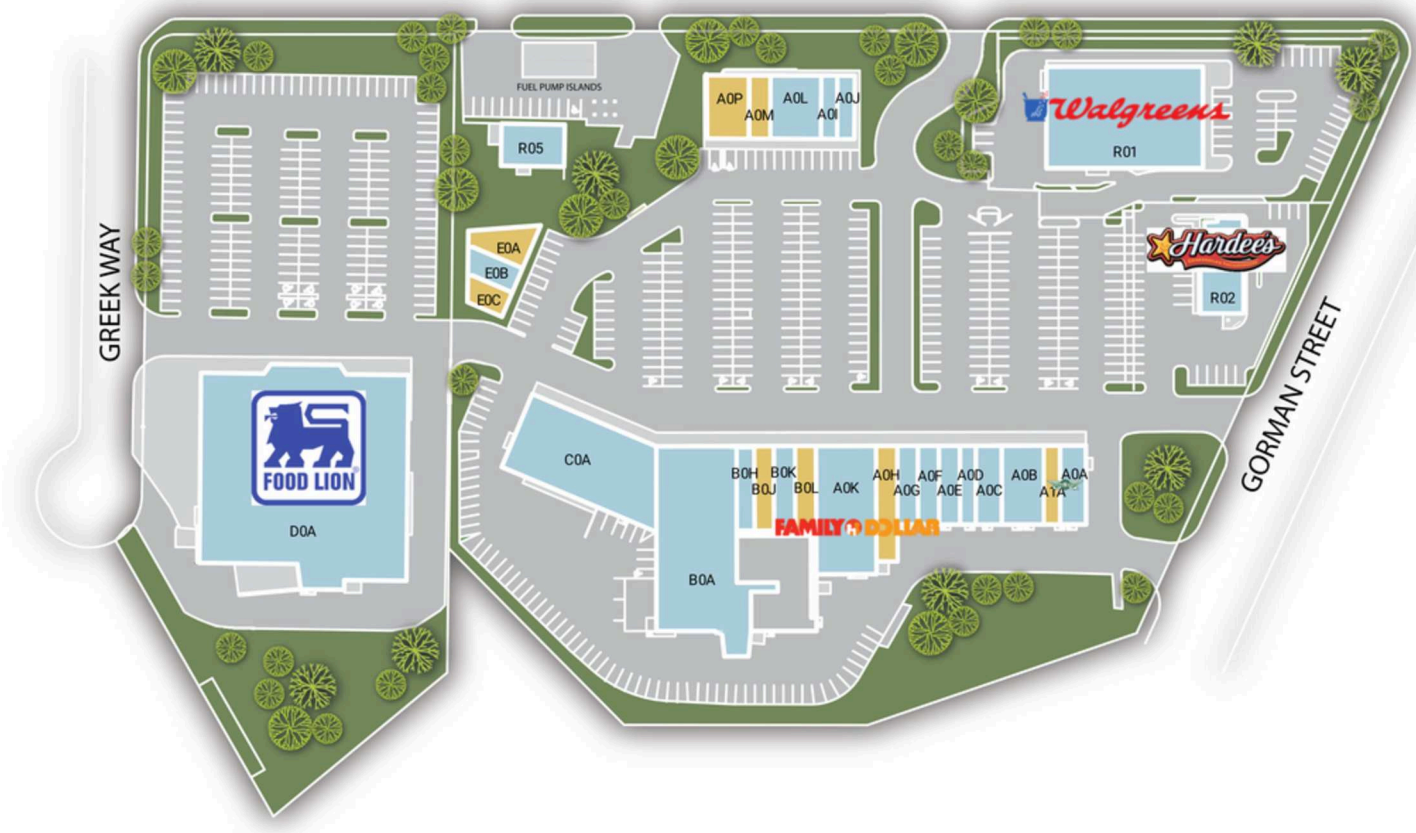 FUEL PUMP ISLANDS
R05
A0P
A0M
A0L
A0I
A0J
Walgreens
R01
GREEK WAY
E0A
E0B
E0C
Hardee's
R02
GORMAN STREET
FOOD LION
D0A
C0A
B0H
B0J
B0K
B0L
A0K
A0H
A0G
A0F
A0E
A0D
A0C
A0B
A1A
A0A
FAMILY DOLLAR
B0A